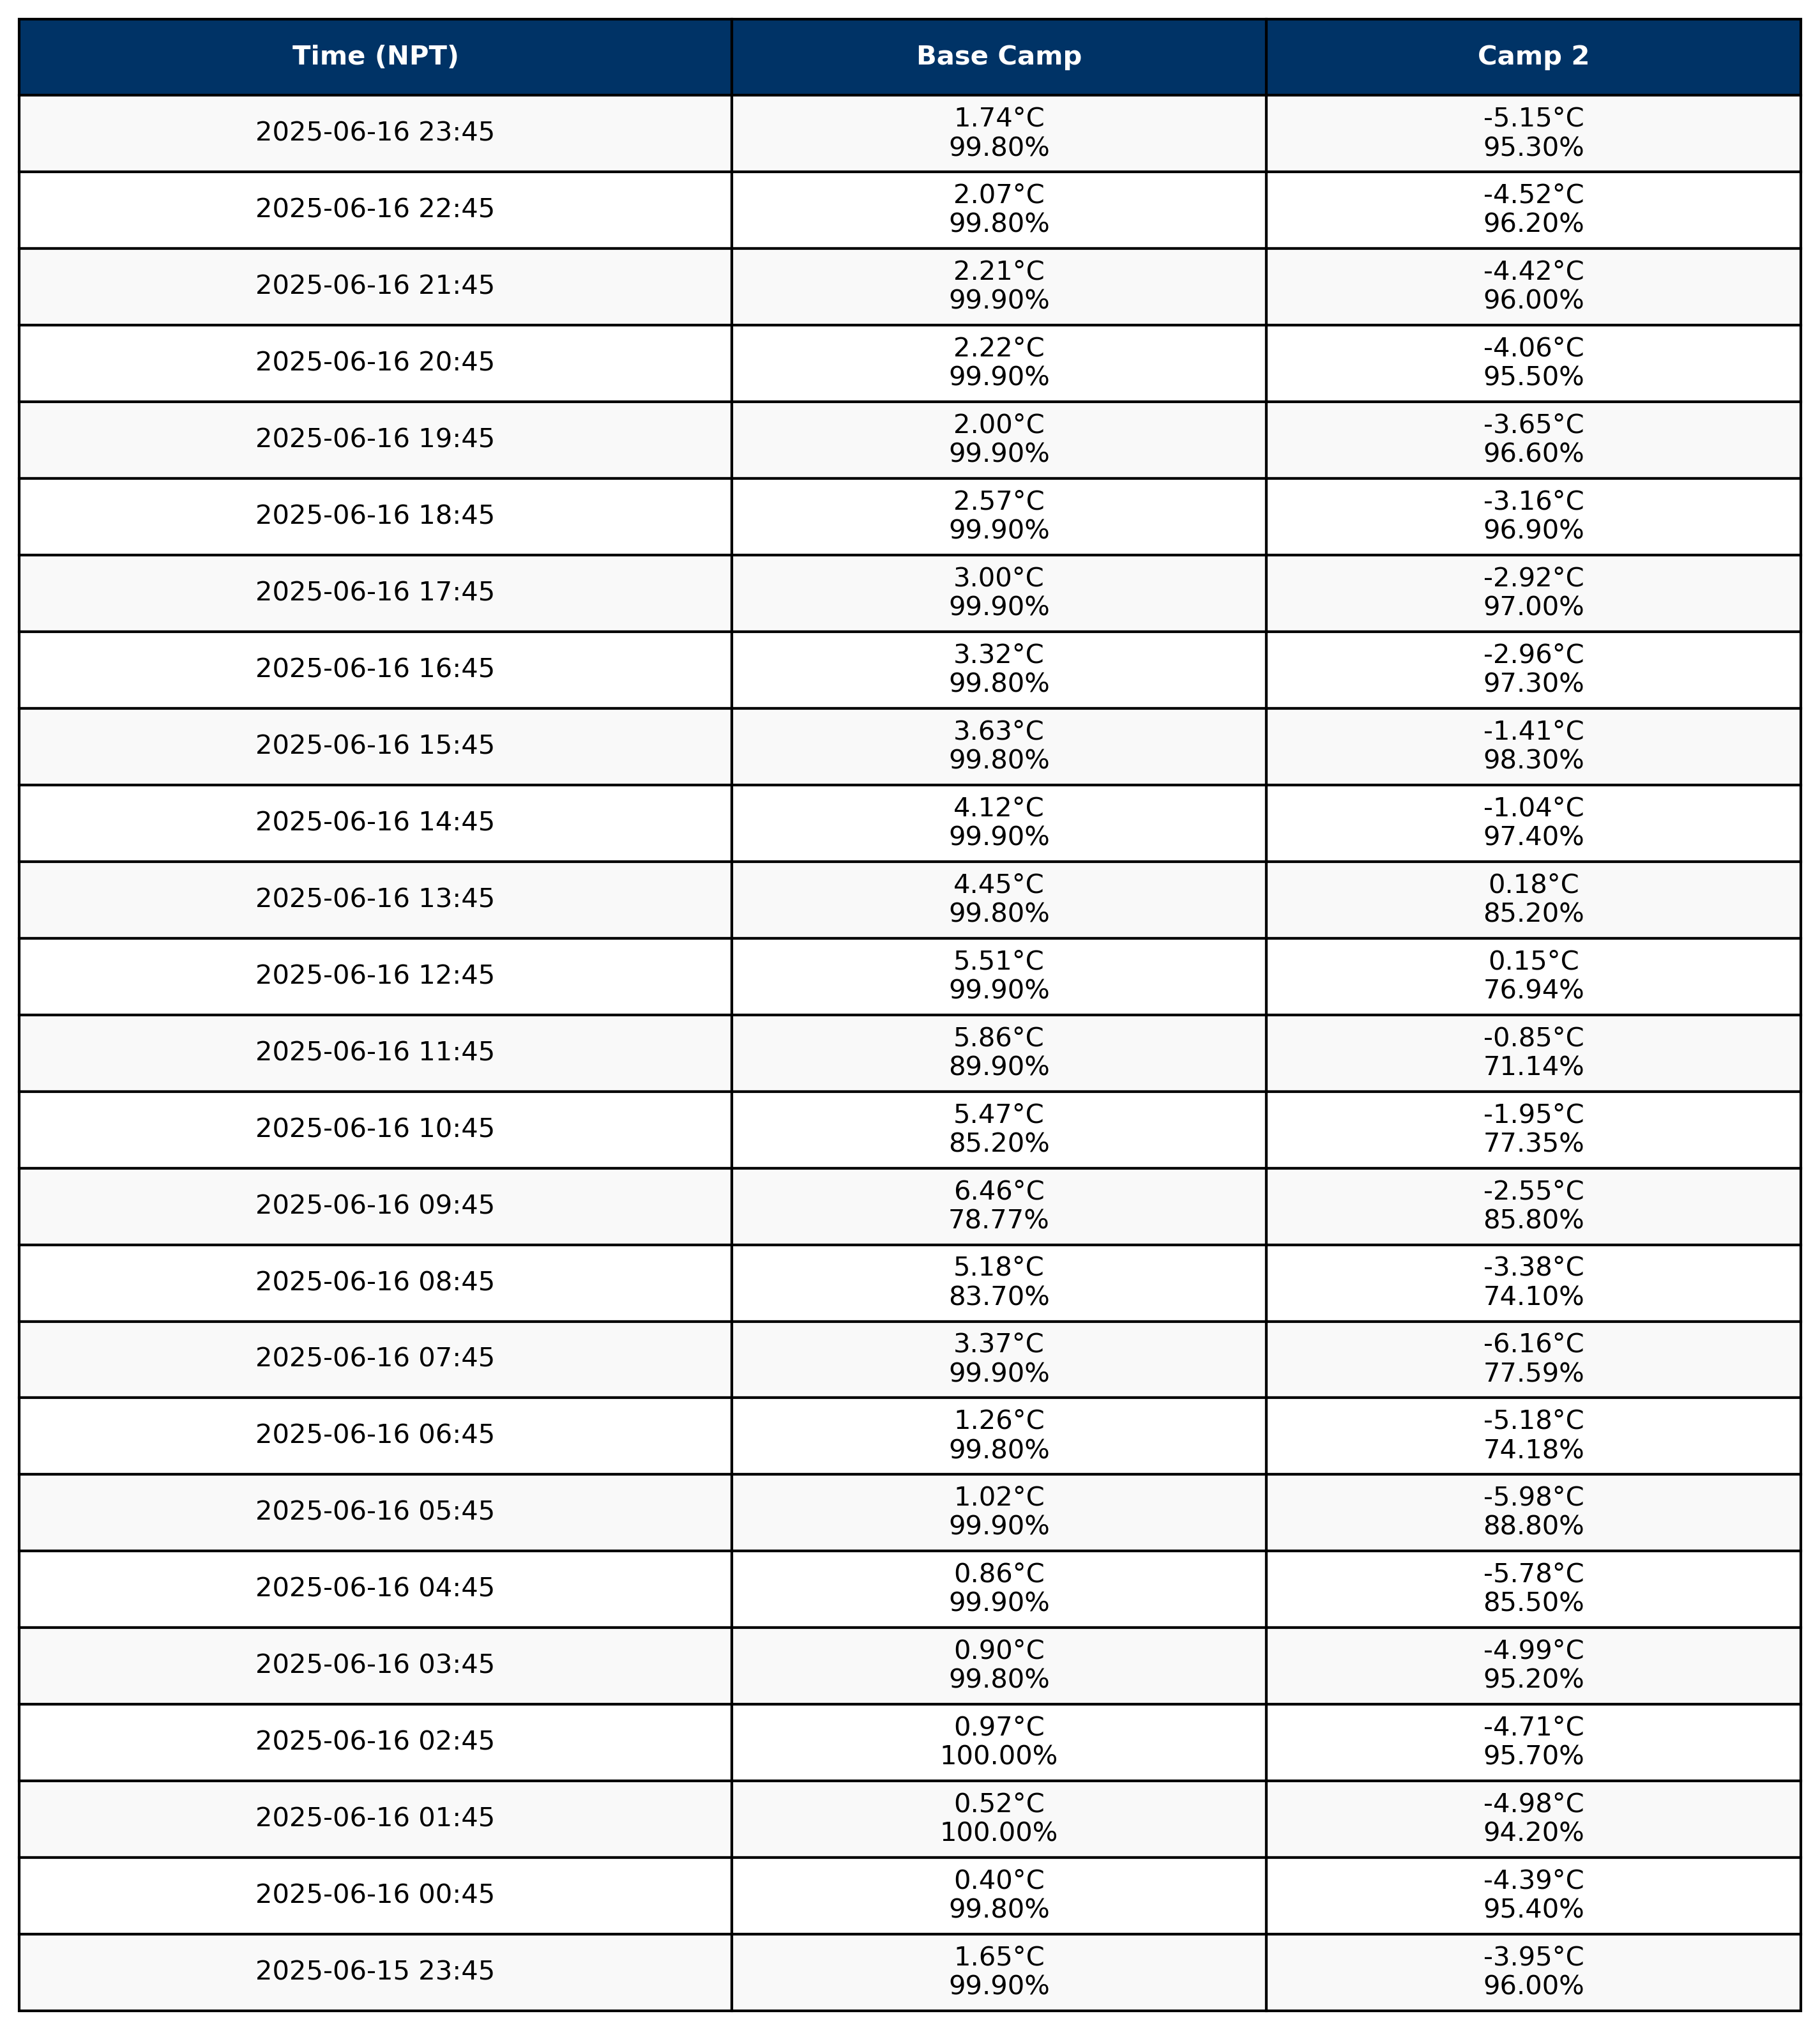 Time (NPT) Base Camp Camp 2
2025-06-16 23:45 1.74°C -5.15°C
99.80% 95.30%
2025-06-16 22:45 2.07°C -4.52°C
99.80% 96.20%
2025-06-16 21:45 2.21°C -4.42°C
99.90% 96.00%
2025-06-16 20:45 2.22°C -4.06°C
99.90% 95.50%
2025-06-16 19:45 2.00°C -3.65°C
99.90% 96.60%
2025-06-16 18:45 2.57°C -3.16°C
99.90% 96.90%
2025-06-16 17:45 3.00°C -2.92°C
99.90% 97.00%
2025-06-16 16:45 3.32°C -2.96°C
99.80% 97.30%
2025-06-16 15:45 3.63°C -1.41°C
99.80% 98.30%
2025-06-16 14:45 4.12°C -1.04°C
99.90% 97.40%
2025-06-16 13:45 4.45°C 0.18°C
99.80% 85.20%
2025-06-16 12:45 5.51°C 0.15°C
99.90% 76.94%
2025-06-16 11:45 5.86°C -0.85°C
89.90% 71.14%
2025-06-16 10:45 5.47°C -1.95°C
85.20% 77.35%
2025-06-16 09:45 6.46°C -2.55°C
78.77% 85.80%
2025-06-16 08:45 5.18°C -3.38°C
83.70% 74.10%
2025-06-16 07:45 3.37°C -6.16°C
99.90% 77.59%
2025-06-16 06:45 1.26°C -5.18°C
99.80% 74.18%
2025-06-16 05:45 1.02°C -5.98°C
99.90% 88.80%
2025-06-16 04:45 0.86°C -5.78°C
99.90% 85.50%
2025-06-16 03:45 0.90°C -4.99°C
99.80% 95.20%
2025-06-16 02:45 0.97°C -4.71°C
100.00% 95.70%
2025-06-16 01:45 0.52°C -4.98°C
100.00% 94.20%
2025-06-16 00:45 0.40°C -4.39°C
99.80% 95.40%
2025-06-15 23:45 1.65°C -3.95°C
99.90% 96.00%